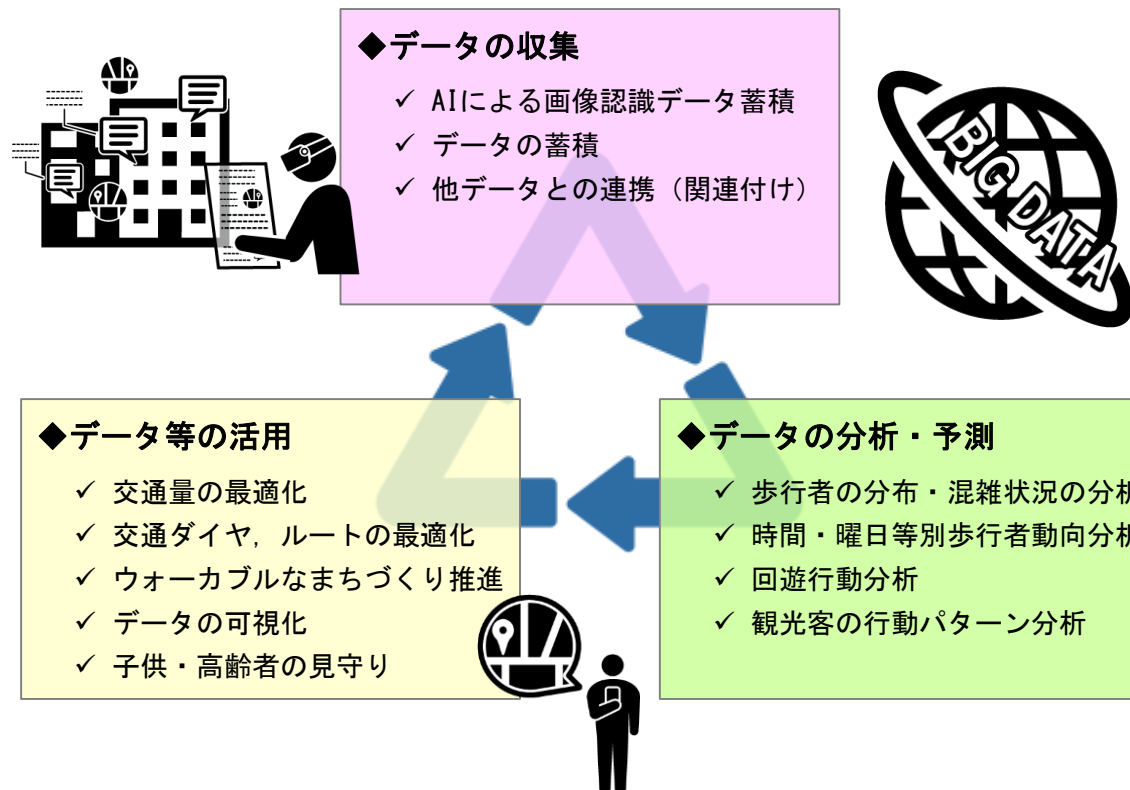 ◆データの収集
✓ AIによる画像認識データ蓄積
✓ データの蓄積
✓ 他データとの連携（関連付け）
BIG DATA
◆データ等の活用
✓ 交通量の最適化
✓ 交通ダイヤ，ルートの最適化
✓ ウォーカブルなまちづくり推進
✓ データの可視化
✓ 子供・高齢者の見守り
◆データの分析・予測
✓ 歩行者の分布・混雑状況の分析
✓ 時間・曜日等別歩行者動向分析
✓ 回遊行動分析
✓ 観光客の行動パターン分析